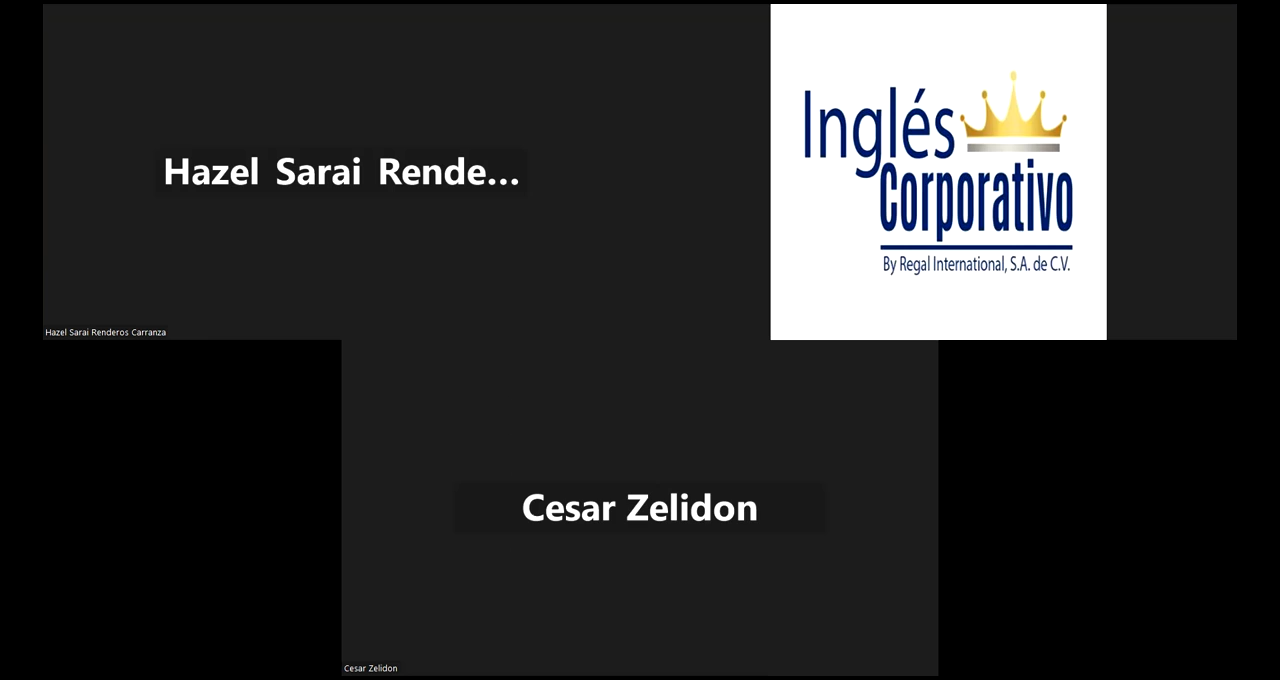 Hazel Sarai Rende...
Hazel Sarai Renderos Carranza
Inglés
Corporativo
By Regal International, S.A. de C.V.
Cesar Zelidon
Cesar Zelidon